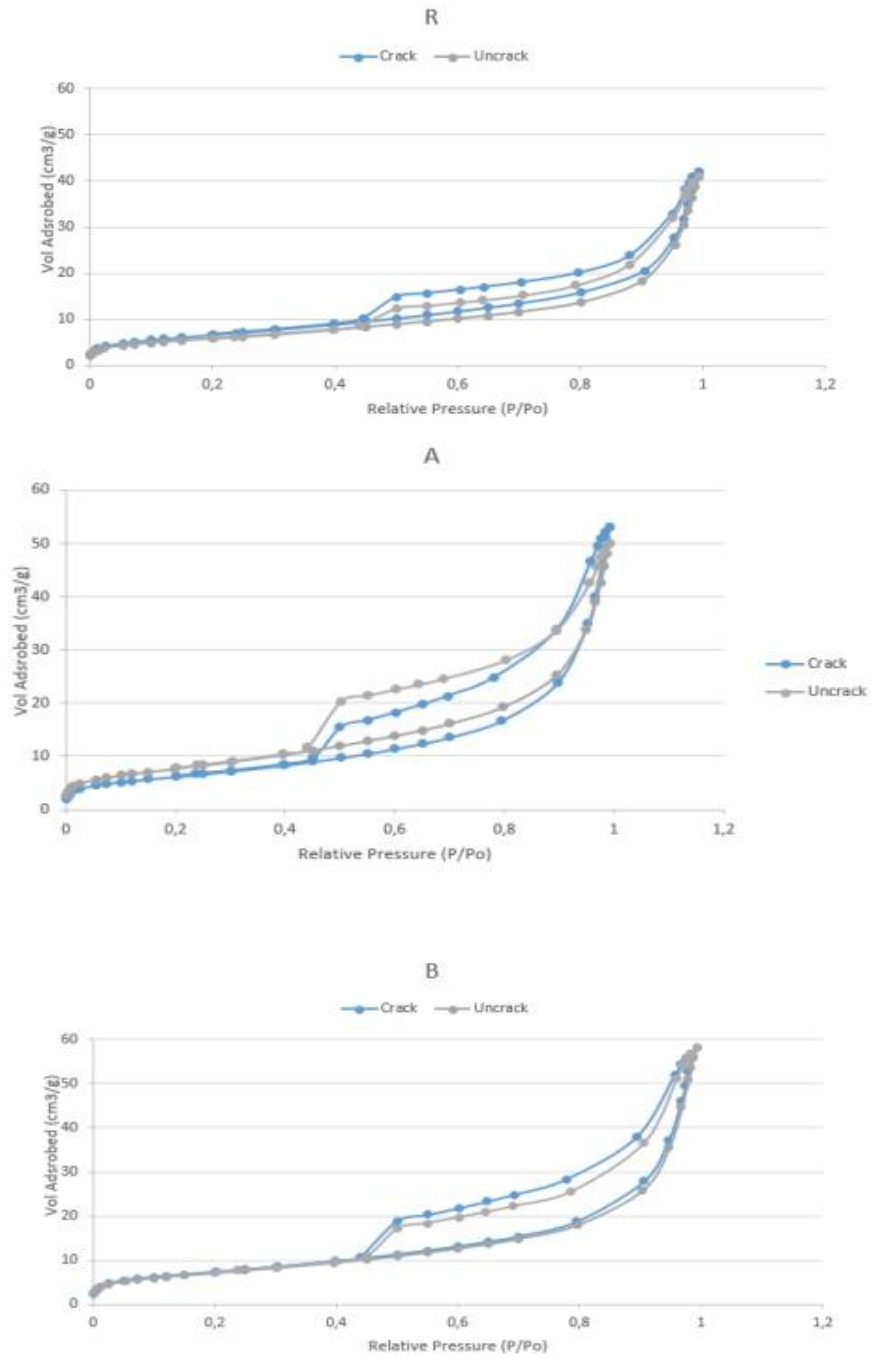 R
Crack Uncrack
60
50
40
30
20
10
0
Vol Adsrobed (cm3/g)
0 0,2 0,4 0,6 0,8 1 1,2
Relative Pressure (P/Po)
A
60
50
40
30
20
10
0
Vol Adsrobed (cm3/g)
Crack
Uncrack
0 0,2 0,4 0,6 0,8 1 1,2
Relative Pressure (P/Po)
B
Crack Uncrack
60
50
40
30
20
10
0
Vol Adsrobed (cm3/g)
0 0,2 0,4 0,6 0,8 1 1,2
Relative Pressure (P/Po)